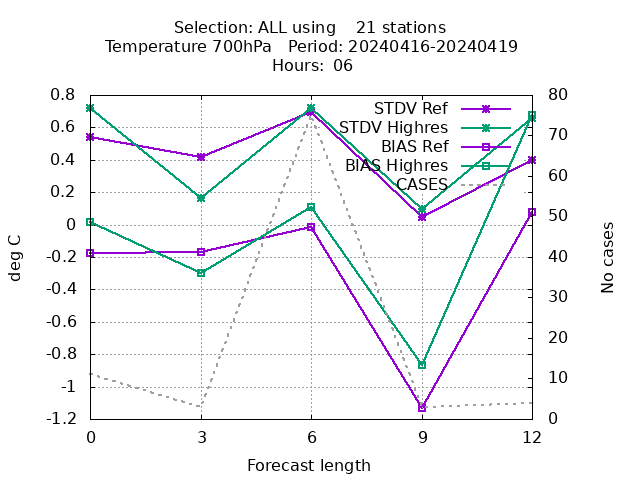 Selection: ALL using    21 stations
Temperature 700hPa   Period: 20240416-20240419
Hours:  06
0.8
0.6
0.4
0.2
0
-0.2
-0.4
-0.6
-0.8
-1
-1.2
80
70
60
50
40
30
20
10
0
STDV Ref
STDV Highres
BIAS Ref
BIAS Highres
CASES
deg C
No cases
0 3 6 9 12
Forecast length